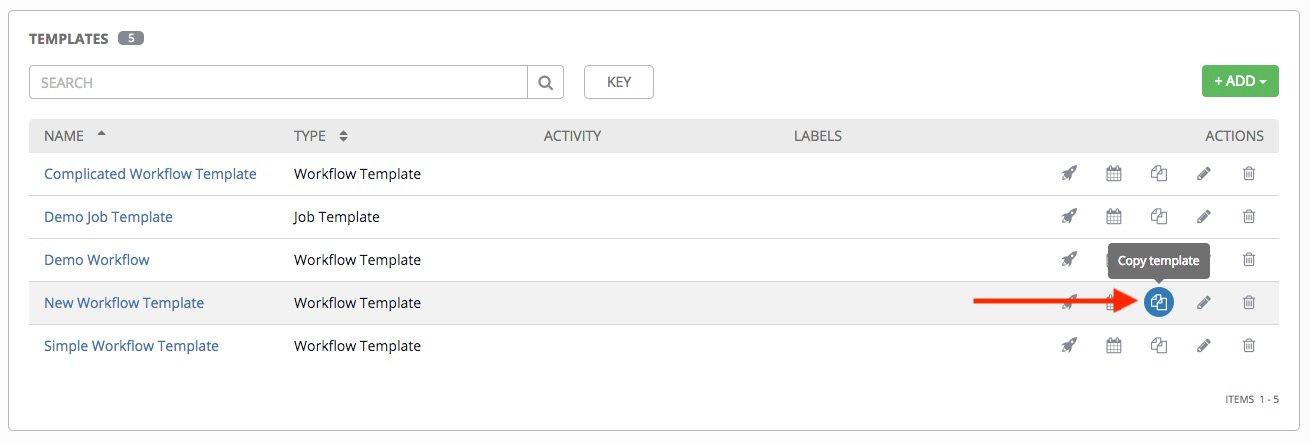 TEMPLATES 5
SEARCH KEY + ADD
NAME TYPE ACTIVITY LABELS ACTIONS
Complicated Workflow Template Workflow Template
Demo Job Template Job Template
Demo Workflow Workflow Template
Copy template
New Workflow Template Workflow Template
Simple Workflow Template Workflow Template
ITEMS 1 - 5